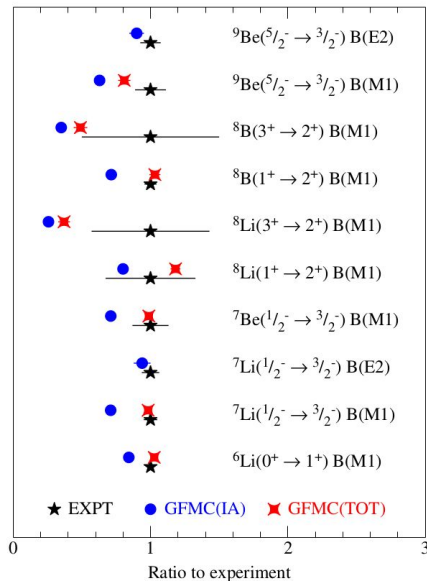 ⁹Be(⁵/₂⁻ → ³/₂⁻) B(E2)
⁹Be(⁵/₂⁻ → ³/₂⁻) B(M1)
⁸B(3⁺ → 2⁺) B(M1)
⁸B(1⁺ → 2⁺) B(M1)
⁸Li(3⁺ → 2⁺) B(M1)
⁸Li(1⁺ → 2⁺) B(M1)
⁷Be(¹/₂⁻ → ³/₂⁻) B(M1)
⁷Li(¹/₂⁻ → ³/₂⁻) B(E2)
⁷Li(¹/₂⁻ → ³/₂⁻) B(M1)
⁶Li(0⁺ → 1⁺) B(M1)
EXPT GFMC(IA) GFMC(TOT)
0 1 2 3
Ratio to experiment